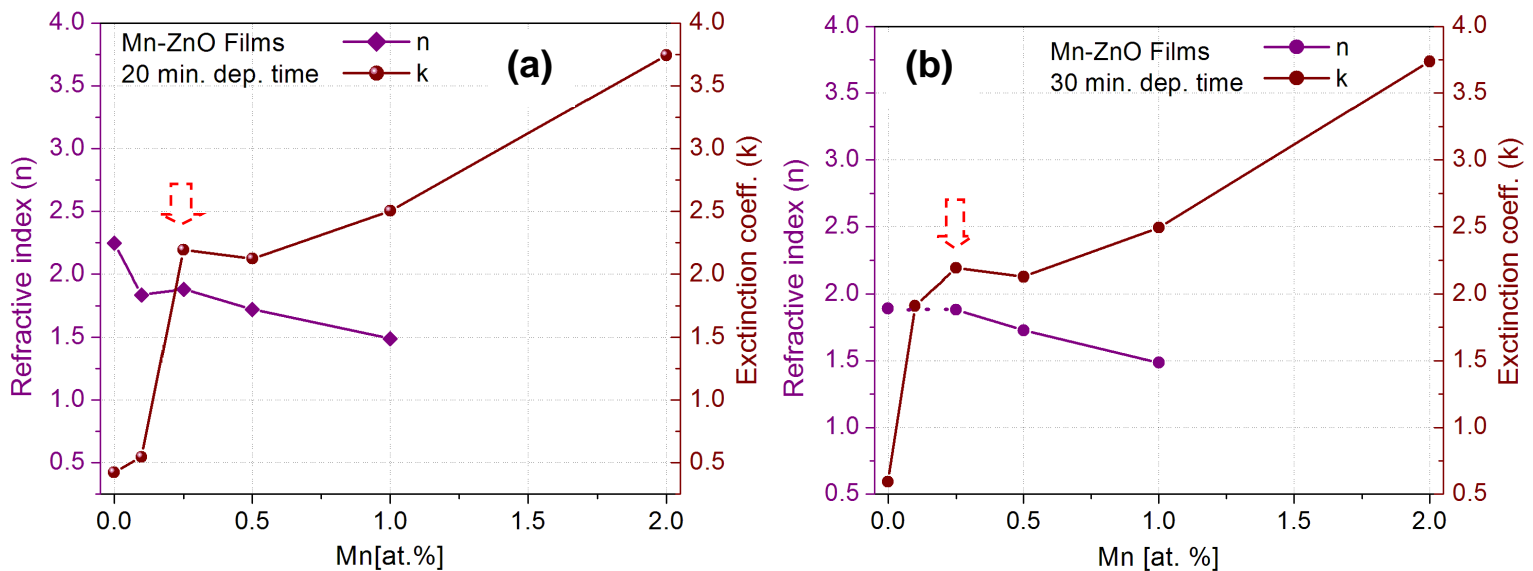 Mn-ZnO Films
20 min. dep. time
n
k
(a)
Refractive index (n)
4.0
3.5
3.0
2.5
2.0
1.5
1.0
0.5
4.0
3.5
3.0
2.5
2.0
1.5
1.0
0.5
Exctinction coeff. (k)
0.0 0.5 1.0 1.5 2.0
Mn[at.%]
(b)
Mn-ZnO Films
30 min. dep. time
n
k
Refractive index (n)
4.0
3.5
3.0
2.5
2.0
1.5
1.0
0.5
4.0
3.5
3.0
2.5
2.0
1.5
1.0
0.5
Exctinction coeff. (k)
0.0 0.5 1.0 1.5 2.0
Mn [at. %]